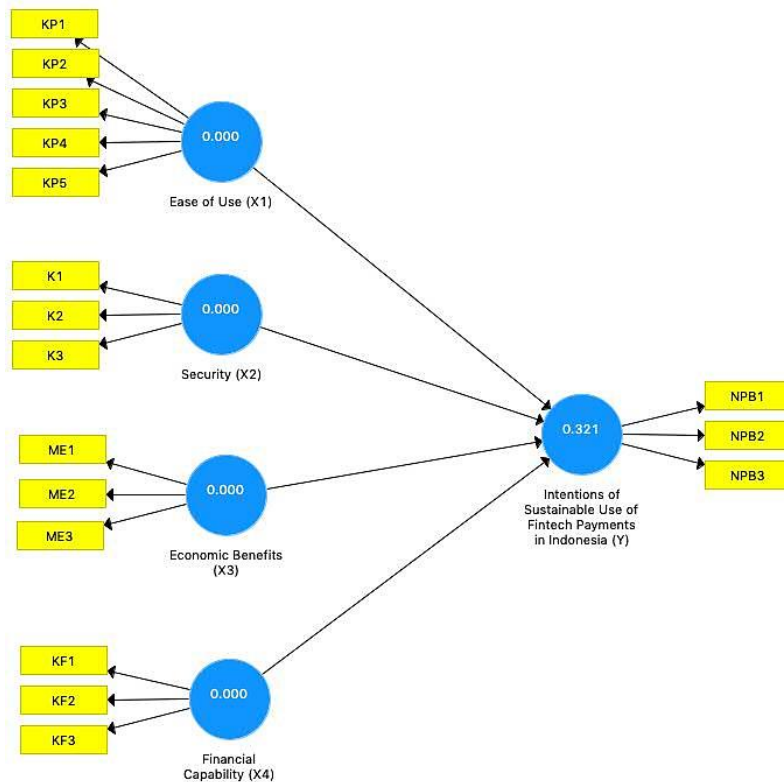 KP1
KP2
KP3
KP4
KP5
0.000
Ease of Use (X1)
K1
K2
K3
0.000
Security (X2)
ME1
ME2
ME3
0.000
Economic Benefits
(X3)
KF1
KF2
KF3
0.000
Financial
Capability (X4)
0.321
Intentions of
Sustainable Use of
Fintech Payments
in Indonesia (Y)
NPB1
NPB2
NPB3